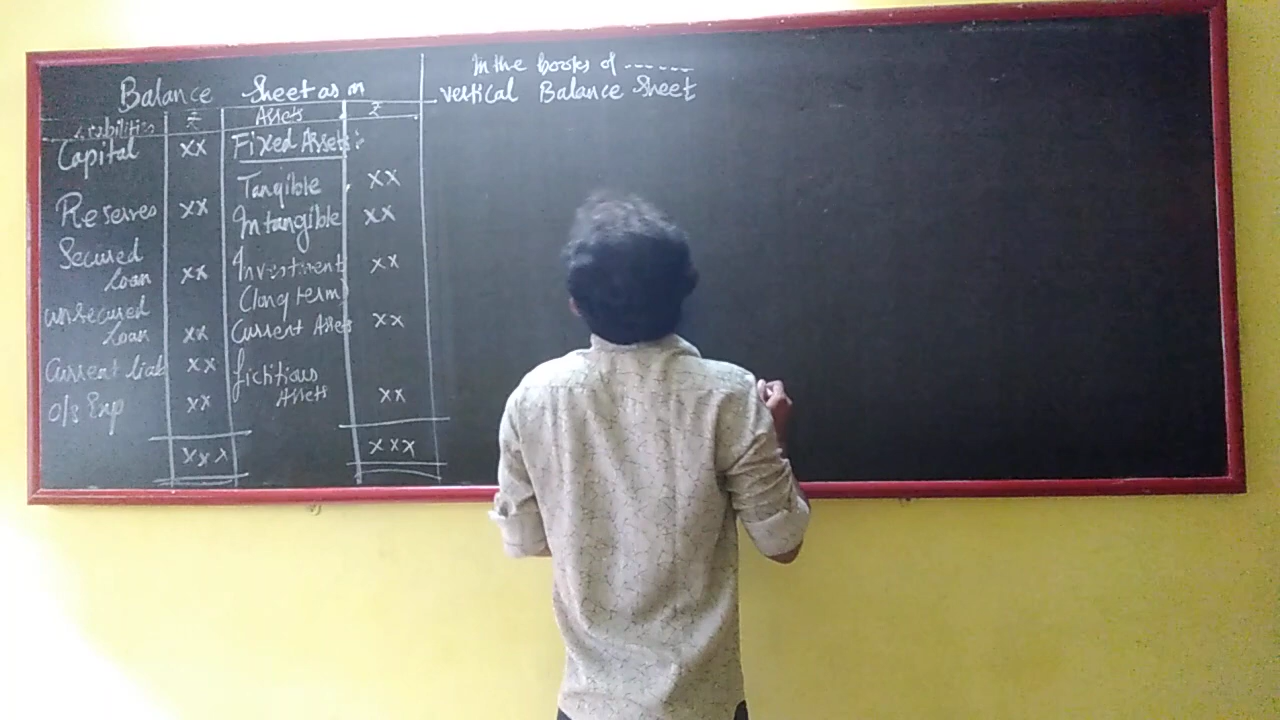 Balance Sheet as on
Liabilities ₹ Assets ₹
Capital xx Fixed Assets:
Tangible xx
Reserves xx Intangible xx
Secured
Loan xx Investment xx
(long term)
unsecured
Loan xx Current Assets xx
Current liab xx fictitious
Assets xx
O/s Exp xx
xxx xxx
In the books of ------
vertical Balance Sheet